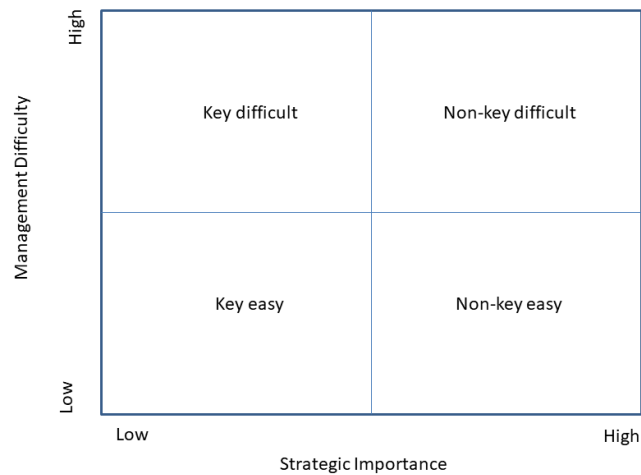 High
Management Difficulty
Key difficult
Non-key difficult
Key easy
Non-key easy
Low
Low
High
Strategic Importance